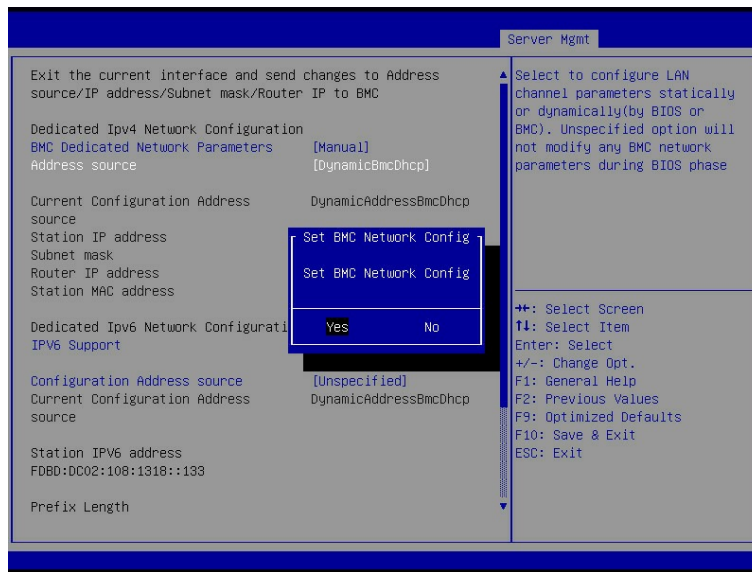 Server Mgmt
Exit the current interface and send changes to Address
source/IP address/Subnet mask/Router IP to BMC
Dedicated Ipv4 Network Configuration
BMC Dedicated Network Parameters [Manual]
Address source [DynamicBmcDhcp]
Current Configuration Address DynamicAddressBmcDhcp
source
Station IP address
Subnet mask
Router IP address
Station MAC address
Dedicated Ipv6 Network Configurati
IPV6 Support
Configuration Address source [Unspecified]
Current Configuration Address DynamicAddressBmcDhcp
source
Station IPV6 address
FDBD:DC02:108:1318::133
Prefix Length
Set BMC Network Config
Set BMC Network Config
Yes No
Select to configure LAN
channel parameters statically
or dynamically(by BIOS or
BMC). Unspecified option will
not modify any BMC network
parameters during BIOS phase
→←: Select Screen
↑↓: Select Item
Enter: Select
+/-: Change Opt.
F1: General Help
F2: Previous Values
F9: Optimized Defaults
F10: Save & Exit
ESC: Exit